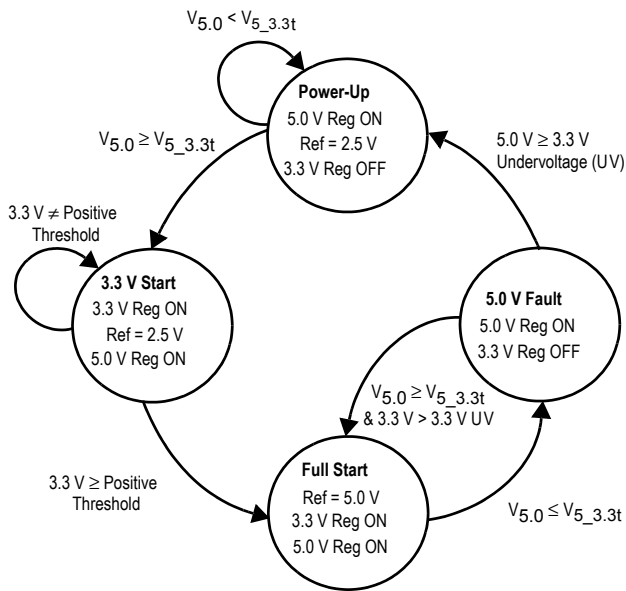 V5.0 < V5_3.3t
Power-Up
5.0 V Reg ON
Ref = 2.5 V
3.3 V Reg OFF
V5.0 ≥ V5_3.3t
5.0 V ≥ 3.3 V
Undervoltage (UV)
3.3 V ≠ Positive
Threshold
3.3 V Start
3.3 V Reg ON
Ref = 2.5 V
5.0 V Reg ON
5.0 V Fault
5.0 V Reg ON
3.3 V Reg OFF
V5.0 ≥ V5_3.3t
& 3.3 V > 3.3 V UV
3.3 V ≥ Positive
Threshold
Full Start
Ref = 5.0 V
3.3 V Reg ON
5.0 V Reg ON
V5.0 ≤ V5_3.3t